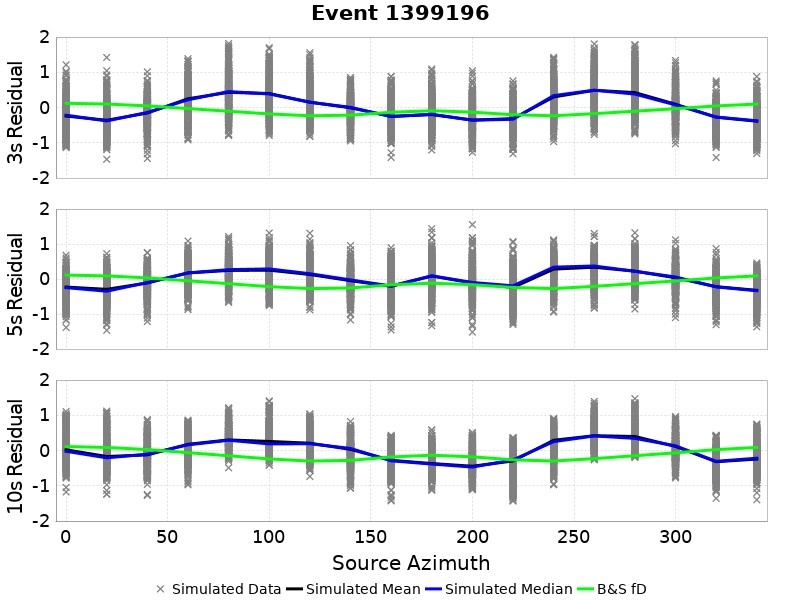 Event 1399196
3s Residual
2
1
0
-1
-2
5s Residual
2
1
0
-1
-2
10s Residual
2
1
0
-1
-2
0 50 100 150 200 250 300
Source Azimuth
Simulated Data Simulated Mean Simulated Median B&S fD